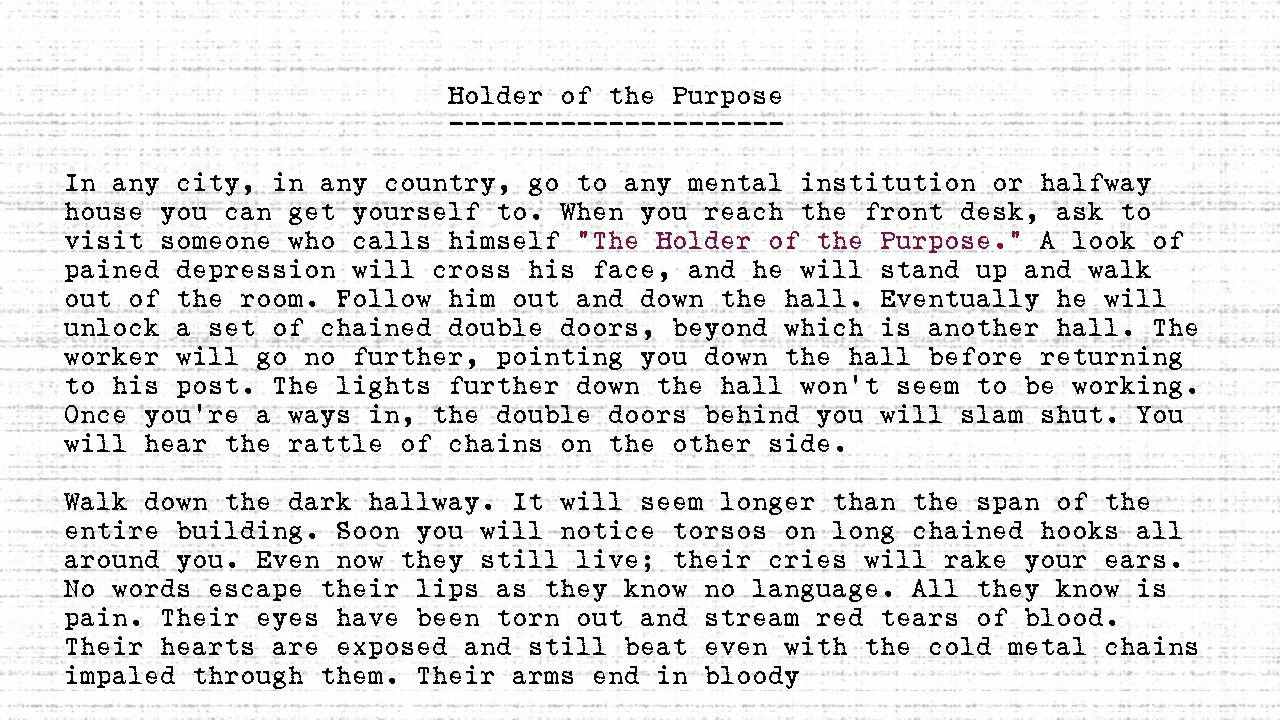 Holder of the Purpose
---------------------
In any city, in any country, go to any mental institution or halfway
house you can get yourself to. When you reach the front desk, ask to
visit someone who calls himself "The Holder of the Purpose." A look of
pained depression will cross his face, and he will stand up and walk
out of the room. Follow him out and down the hall. Eventually he will
unlock a set of chained double doors, beyond which is another hall. The
worker will go no further, pointing you down the hall before returning
to his post. The lights further down the hall won't seem to be working.
Once you're a ways in, the double doors behind you will slam shut. You
will hear the rattle of chains on the other side.
Walk down the dark hallway. It will seem longer than the span of the
entire building. Soon you will notice torsos on long chained hooks all
around you. Even now they still live; their cries will rake your ears.
No words escape their lips as they know no language. All they know is
pain. Their eyes have been torn out and stream red tears of blood.
Their hearts are exposed and still beat even with the cold metal chains
impaled through them. Their arms end in bloody